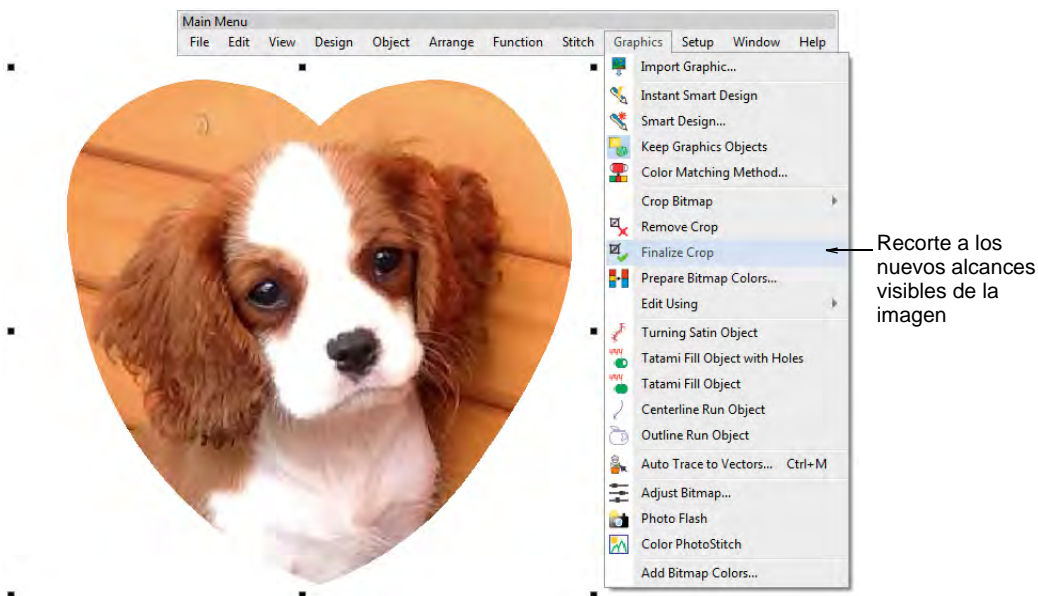 Main Menu
File Edit View Design Object Arrange Function Stitch Graphics Setup Window Help
Import Graphic...
Instant Smart Design
Smart Design...
Keep Graphics Objects
Color Matching Method...
Crop Bitmap
Remove Crop
Finalize Crop
Prepare Bitmap Colors...
Edit Using
Turning Satin Object
Tatami Fill Object with Holes
Tatami Fill Object
Centerline Run Object
Outline Run Object
Auto Trace to Vectors... Ctrl+M
Adjust Bitmap...
Photo Flash
Color PhotoStitch
Add Bitmap Colors...
Recorte a los
nuevos alcances
visibles de la
imagen